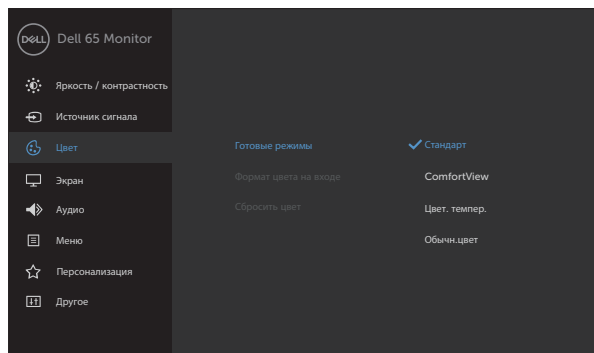 DELL
Dell 65 Monitor
Яркость / контрастность
Источник сигнала
Цвет
Готовые режимы
Стандарт
Экран
Формат цвета на входе
ComfortView
Аудио
Сбросить цвет
Цвет. темпер.
Меню
Обычн.цвет
Персонализация
Другое